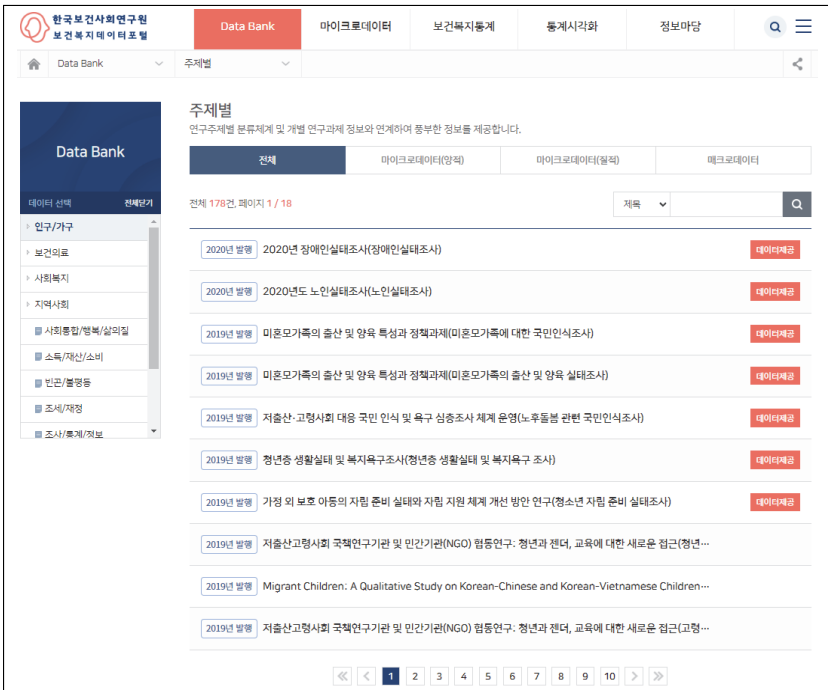 한국보건사회연구원
보건복지데이터포털
Data Bank 마이크로데이터 보건복지통계 통계시각화 정보마당
Data Bank 주제별
주제별
연구주제별 분류체계 및 개별 연구과제 정보와 연계하여 풍부한 정보를 제공합니다.
Data Bank
데이터 선택 전체닫기
인구/가구
보건의료
사회복지
지역사회
사회통합/행복/삶의질
소득/재산/소비
빈곤/불평등
조세/재정
조사/통계/정보
전체 마이크로데이터(양적) 마이크로데이터(질적) 매크로데이터
전체 178건, 페이지 1 / 18 제목
2020년 발행 2020년 장애인실태조사(장애인실태조사) 데이터제공
2020년 발행 2020년도 노인실태조사(노인실태조사) 데이터제공
2019년 발행 미혼모가족의 출산 및 양육 특성과 정책과제(미혼모가족에 대한 국민인식조사) 데이터제공
2019년 발행 미혼모가족의 출산 및 양육 특성과 정책과제(미혼모가족의 출산 및 양육 실태조사) 데이터제공
2019년 발행 저출산·고령사회 대응 국민 인식 및 욕구 심층조사 체계 운영(노후돌봄 관련 국민인식조사) 데이터제공
2019년 발행 청년층 생활실태 및 복지욕구조사(청년층 생활실태 및 복지욕구 조사) 데이터제공
2019년 발행 가정 외 보호 아동의 자립 준비 실태와 자립 지원 체계 개선 방안 연구(청소년 자립 준비 실태조사) 데이터제공
2019년 발행 저출산고령사회 국책연구기관 및 민간기관(NGO) 협동연구: 청년과 젠더, 교육에 대한 새로운 접근(청년…
2019년 발행 Migrant Children: A Qualitative Study on Korean-Chinese and Korean-Vietnamese Children…
2019년 발행 저출산고령사회 국책연구기관 및 민간기관(NGO) 협동연구: 청년과 젠더, 교육에 대한 새로운 접근(고령…
1 2 3 4 5 6 7 8 9 10